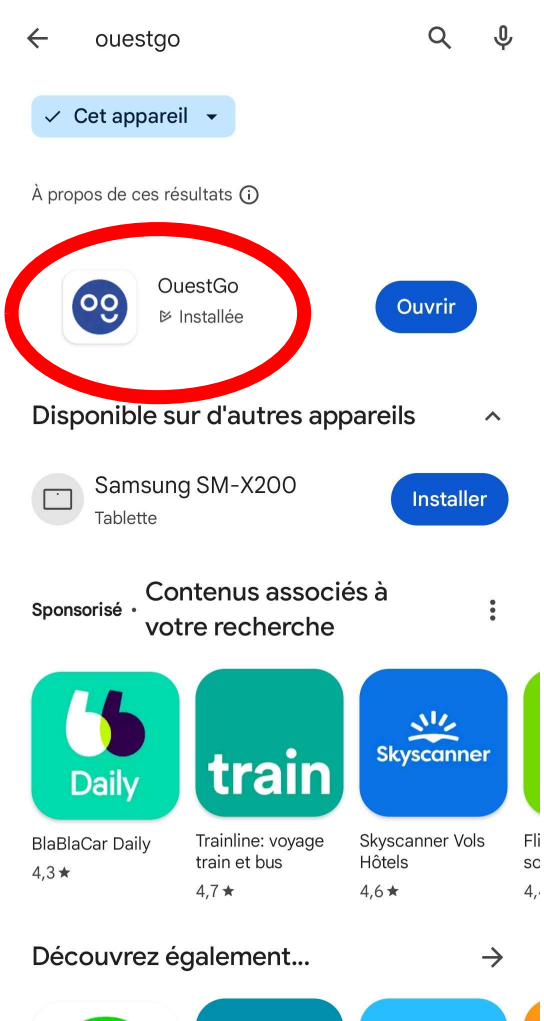 ouestgo
Cet appareil
À propos de ces résultats
og
OuestGo
Installée
Ouvrir
Disponible sur d'autres appareils
Samsung SM-X200
Tablette
Installer
Sponsorisé •
Contenus associés à
votre recherche
Daily
train
Skyscanner
BlaBlaCar Daily
4,3 ★
Trainline: voyage
train et bus
4,7 ★
Skyscanner Vols
Hôtels
4,6 ★
Découvrez également...